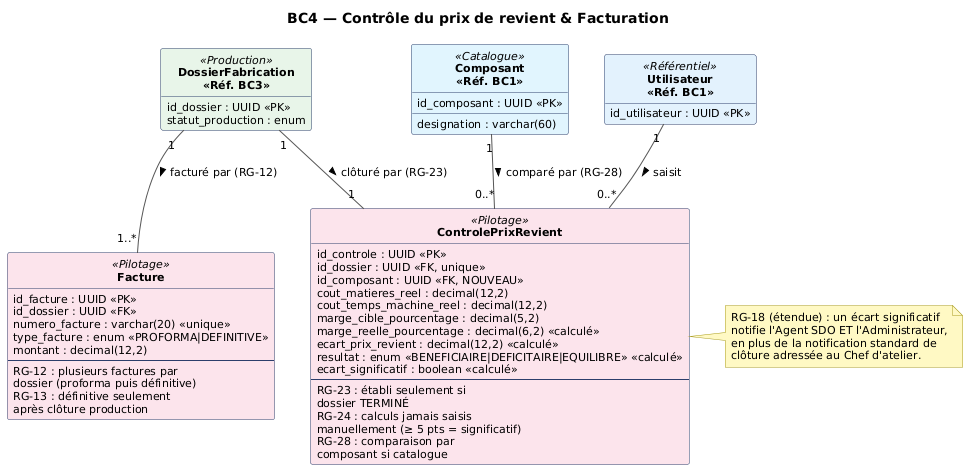 BC4 — Contrôle du prix de revient & Facturation
«Production»
DossierFabrication
«Réf. BC3»
id_dossier : UUID «PK»
statut_production : enum
«Catalogue»
Composant
«Réf. BC1»
id_composant : UUID «PK»
designation : varchar(60)
«Référentiel»
Utilisateur
«Réf. BC1»
id_utilisateur : UUID «PK»
1
facturé par (RG-12)
1..*
1
clôturé par (RG-23)
1
1
comparé par (RG-28)
0..*
1
saisit
0..*
«Pilotage»
Facture
id_facture : UUID «PK»
id_dossier : UUID «FK»
numero_facture : varchar(20) «unique»
type_facture : enum «PROFORMA|DEFINITIVE»
montant : decimal(12,2)
RG-12 : plusieurs factures par
dossier (proforma puis définitive)
RG-13 : définitive seulement
après clôture production
«Pilotage»
ControlePrixRevient
id_controle : UUID «PK»
id_dossier : UUID «FK, unique»
id_composant : UUID «FK, NOUVEAU»
cout_matieres_reel : decimal(12,2)
cout_temps_machine_reel : decimal(12,2)
marge_cible_pourcentage : decimal(5,2)
marge_reelle_pourcentage : decimal(6,2) «calculé»
ecart_prix_revient : decimal(12,2) «calculé»
resultat : enum «BENEFICIAIRE|DEFICITAIRE|EQUILIBRE» «calculé»
ecart_significatif : boolean «calculé»
RG-23 : établi seulement si
dossier TERMINÉ
RG-24 : calculs jamais saisis
manuellement (≥ 5 pts = significatif)
RG-28 : comparaison par
composant si catalogue
RG-18 (étendue) : un écart significatif
notifie l'Agent SDO ET l'Administrateur,
en plus de la notification standard de
clôture adressée au Chef d'atelier.